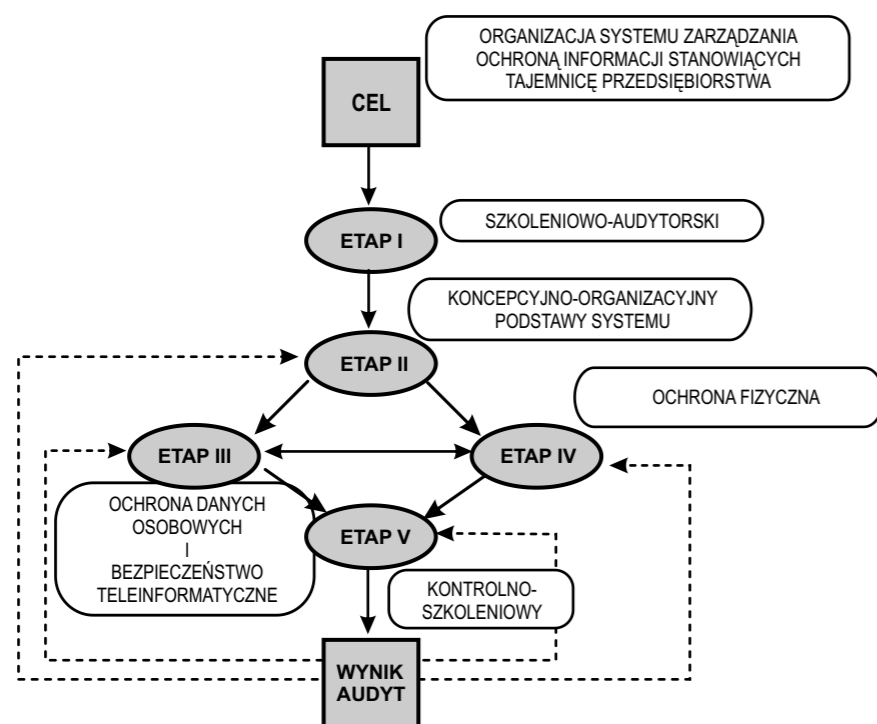 ORGANIZACJA SYSTEMU ZARZĄDZANIA
OCHRONĄ INFORMACJI STANOWIĄCYCH
TAJEMNICĘ PRZEDSIĘBIORSTWA
CEL
SZKOLENIOWO-AUDYTORSKI
ETAP I
KONCEPCYJNO-ORGANIZACYJNY
PODSTAWY SYSTEMU
ETAP II
OCHRONA FIZYCZNA
ETAP III
ETAP IV
OCHRONA DANYCH
OSOBOWYCH
I
BEZPIECZEŃSTWO
TELEINFORMATYCZNE
ETAP V
KONTROLNO-
SZKOLENIOWY
WYNIK
AUDYT